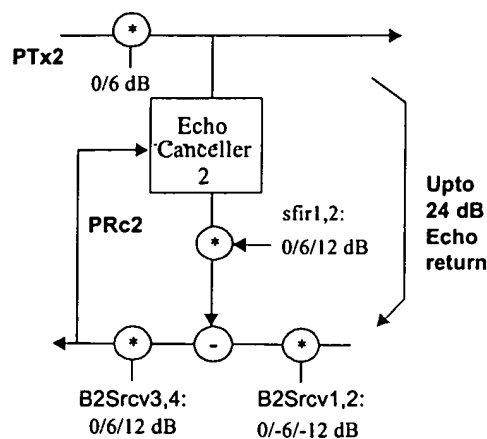 *
PTx2
0/6 dB
Echo
Canceller
2
PRc2
sfir1,2:
*
0/6/12 dB
Upto
24 dB
Echo
return
*
-
*
B2Srcv3,4:
0/6/12 dB
B2Srcv1,2:
0/-6/-12 dB